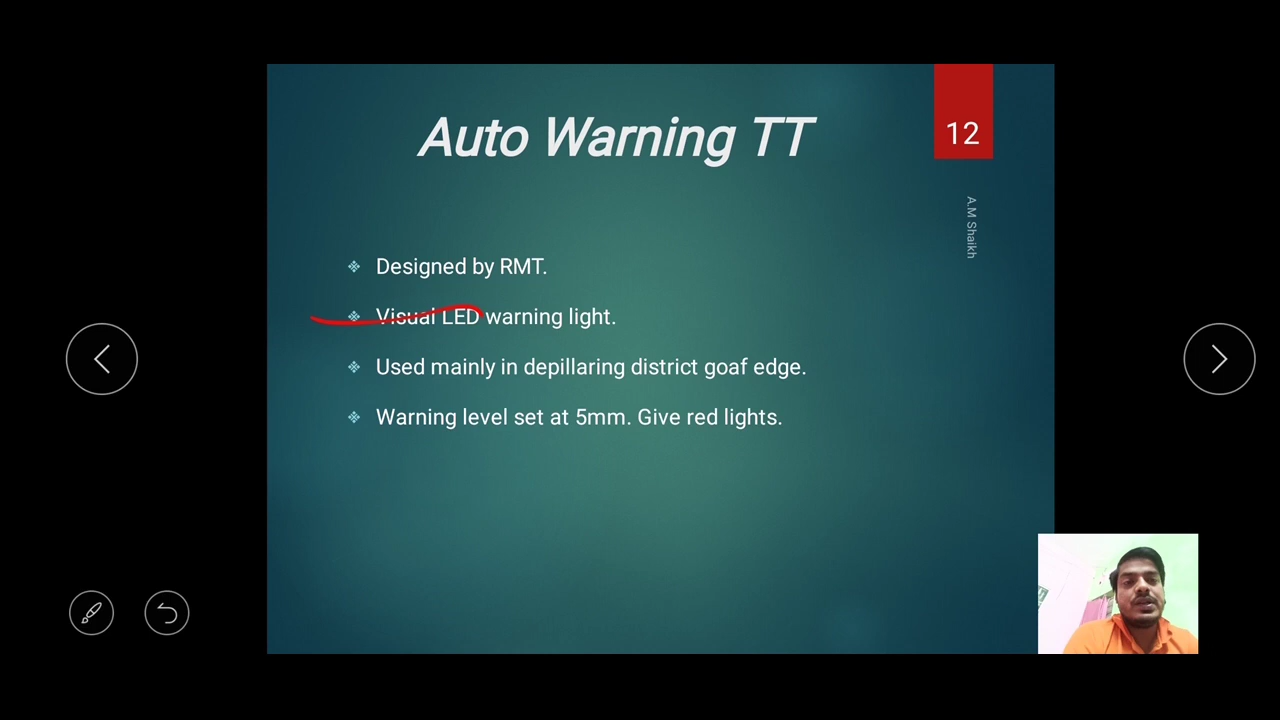 Auto Warning TT
12
A.M Shaikh
Designed by RMT.
Visual LED warning light.
Used mainly in depillaring district goaf edge.
Warning level set at 5mm. Give red lights.